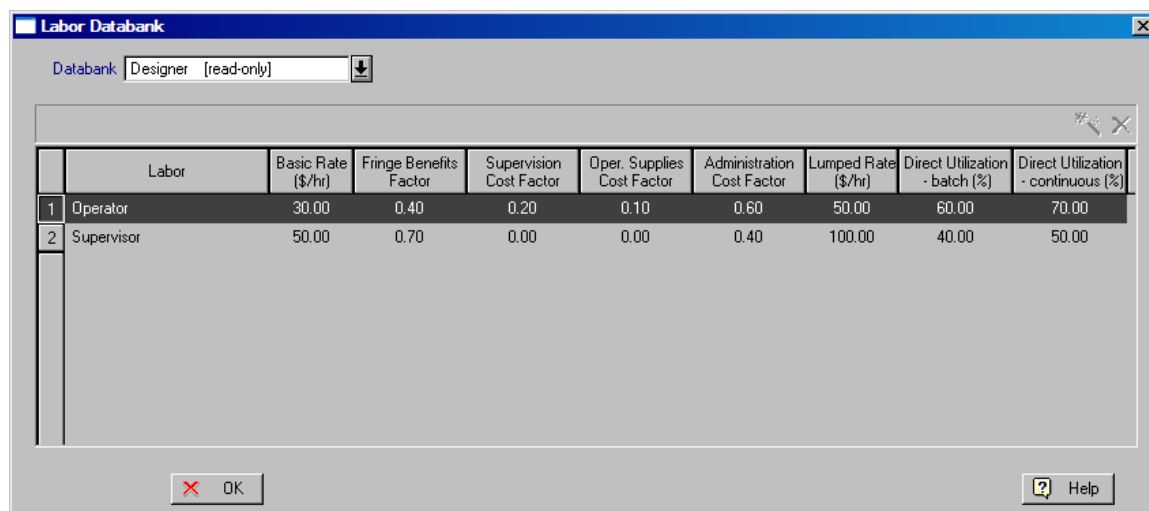 Labor Databank
Databank Designer [read-only]
Labor Basic Rate ($/hr) Fringe Benefits Factor Supervision Cost Factor Oper. Supplies Cost Factor Administration Cost Factor Lumped Rate ($/hr) Direct Utilization - batch (%) Direct Utilization - continuous (%)
1 Operator 30.00 0.40 0.20 0.10 0.60 50.00 60.00 70.00
2 Supervisor 50.00 0.70 0.00 0.00 0.40 100.00 40.00 50.00
OK Help